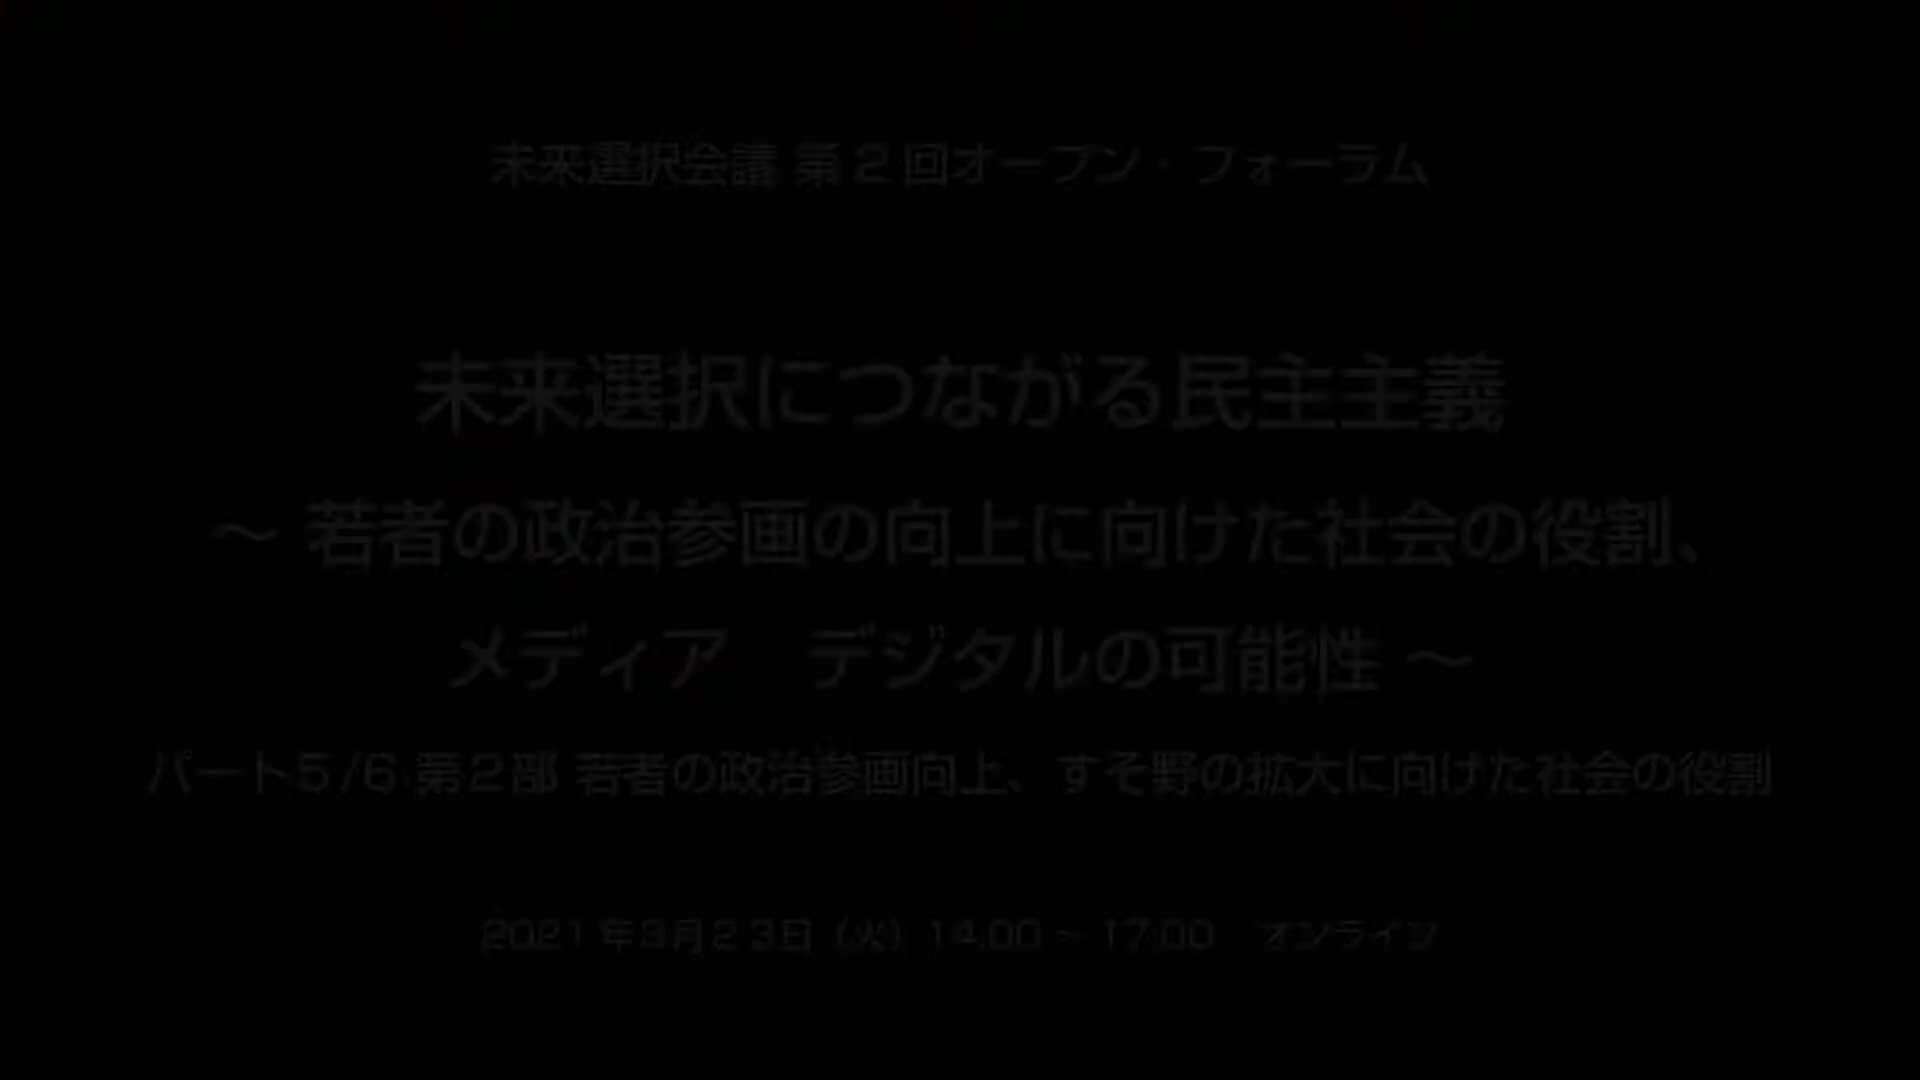 未来選択会議 第2回オープン・フォーラム
未来選択につながる民主主義
～ 若者の政治参画の向上に向けた社会の役割、
メディア／デジタルの可能性 ～
パート5/6 第2部 若者の政治参画向上、すそ野の拡大に向けた社会の役割
2021年3月23日（火）14:00～17:00　オンライン